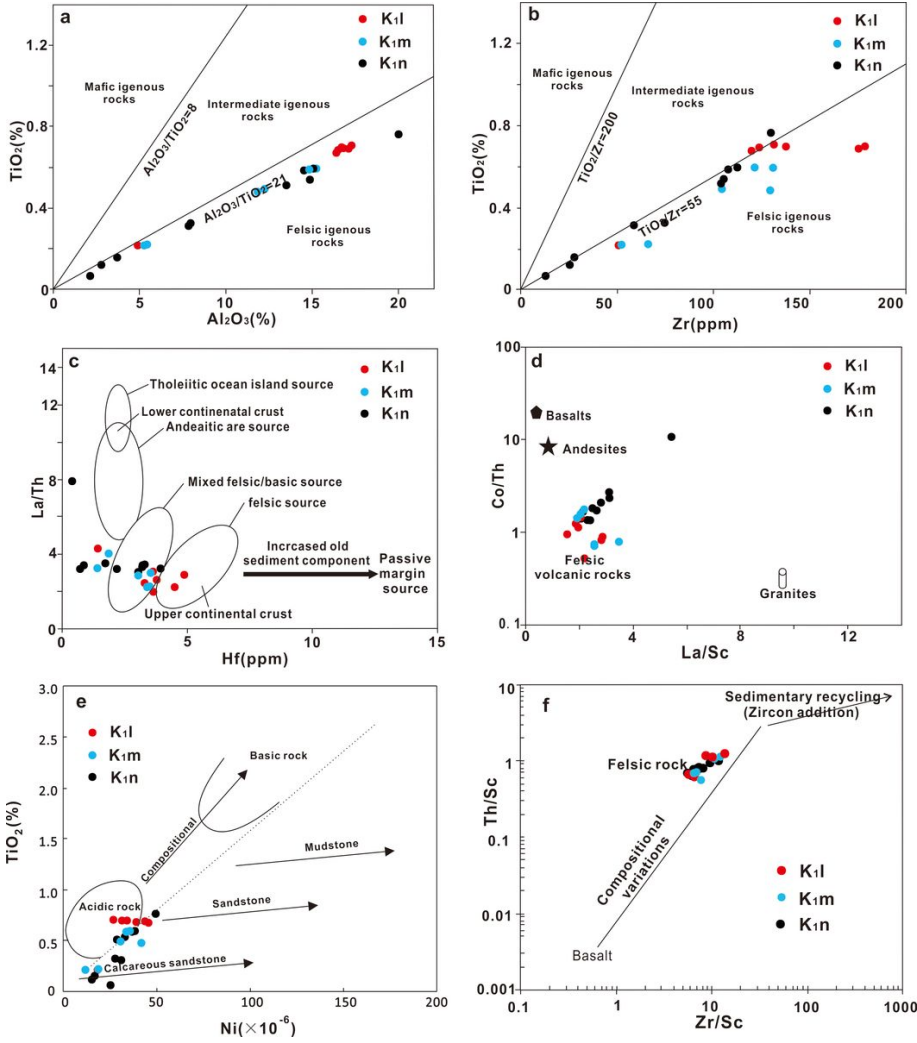 a
K₁l
K₁m
K₁n
Mafic igenous
rocks
Intermediate igenous
rocks
Felsic igenous
rocks
Al₂O₃/TiO₂=8
Al₂O₃/TiO₂=21
TiO₂(%)
1.2
0.8
0.4
0
0
5
10
15
20
Al₂O₃(%)
b
K₁l
K₁m
K₁n
Mafic igenous
rocks
Intermediate igenous
rocks
Felsic igenous
rocks
TiO₂/Zr=200
TiO₂/Zr=55
TiO₂(%)
1.2
0.8
0.4
0
0
50
100
150
200
Zr(ppm)
c
K₁l
K₁m
K₁n
Tholeiitic ocean island source
Lower continenatal crust
Andeaitic are source
Mixed felsic/basic source
felsic source
Incrcased old
sediment component
Passive
margin
source
Upper continental crust
La/Th
14
12
8
4
0
0
5
10
15
Hf(ppm)
d
K₁l
K₁m
K₁n
Basalts
Andesites
Felsic
volcanic rocks
Granites
Co/Th
100
10
1
0.1
0
4
8
12
La/Sc
e
K₁l
K₁m
K₁n
Basic rock
Compositional
Mudstone
Acidic rock
Sandstone
Calcareous sandstone
TiO₂(%)
3.0
2.5
2.0
1.5
1.0
0.5
0
0
50
100
150
200
Ni(×10⁻⁶)
f
Sedimentary recycling
(Zircon addition)
Felsic rock
Compositional
variations
Basalt
K₁l
K₁m
K₁n
Th/Sc
10
1
0.1
0.01
0.001
0.1
1
10
100
1000
Zr/Sc